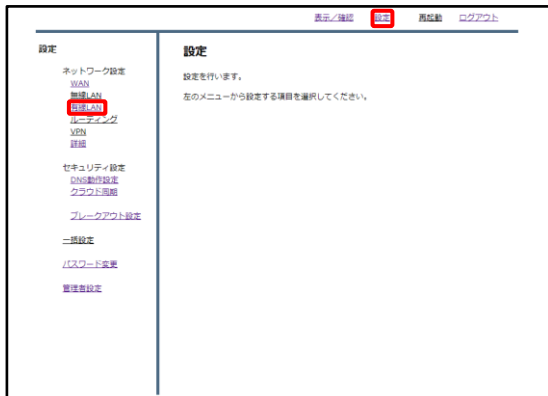 表示／確認 設定 再起動 ログアウト
設定
ネットワーク設定
WAN
無線LAN
有線LAN
ルーティング
VPN
詳細
セキュリティ設定
DNS動作設定
クラウド同期
ブレークアウト設定
一括設定
パスワード変更
管理者設定
設定
設定を行います。
左のメニューから設定する項目を選択してください。